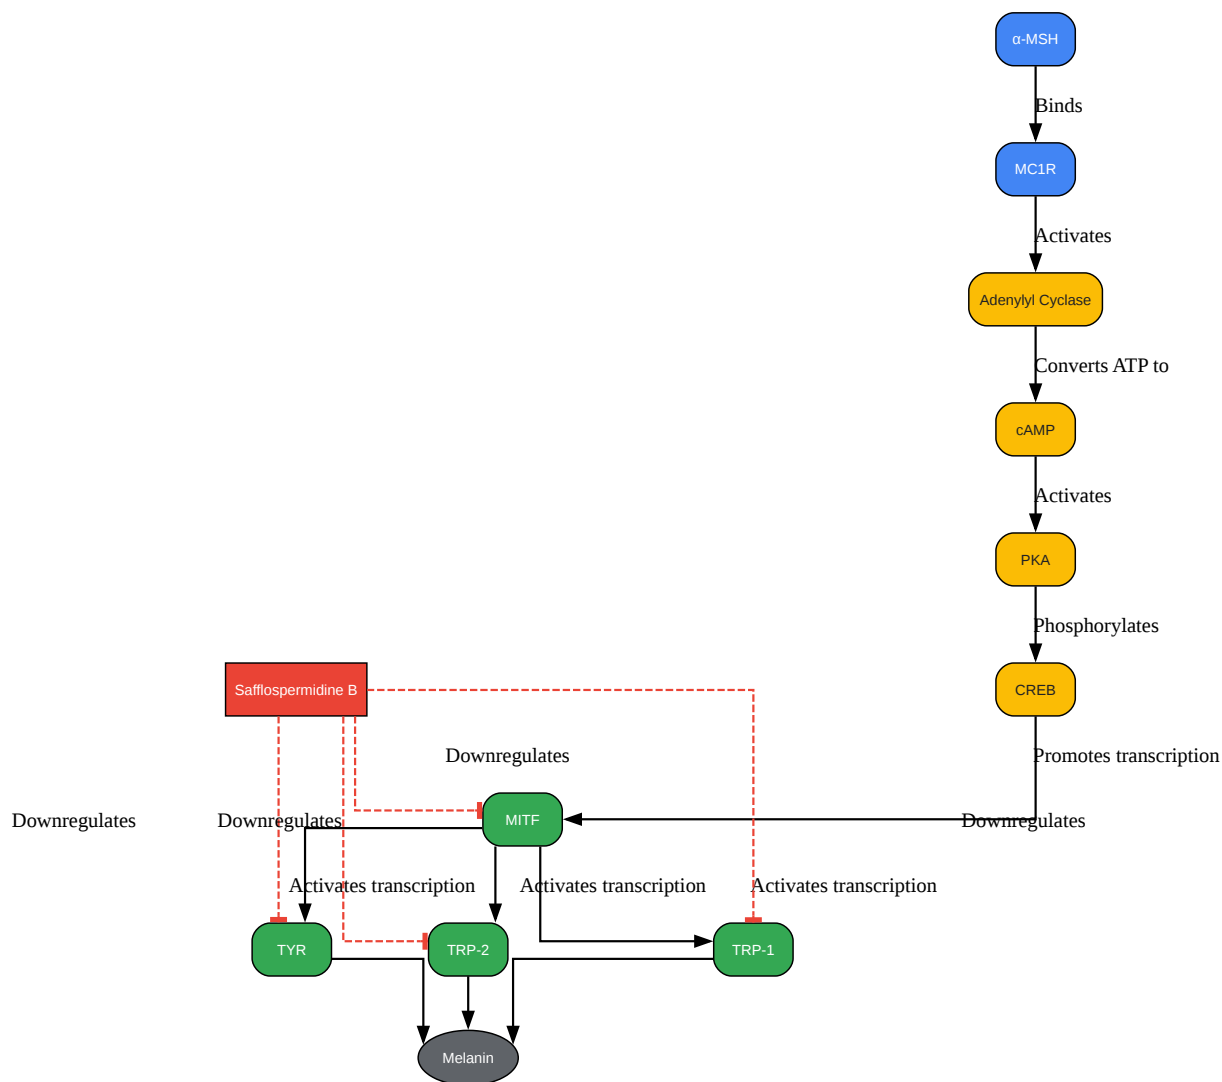 α-MSH
Binds
MC1R
Activates
Adenylyl Cyclase
Converts ATP to
cAMP
Activates
PKA
Phosphorylates
Safflospermidine B
CREB
Downregulates
Promotes transcription
Downregulates
Downregulates
MITF
Downregulates
Activates transcription
Activates transcription
Activates transcription
TYR
TRP-2
TRP-1
Melanin